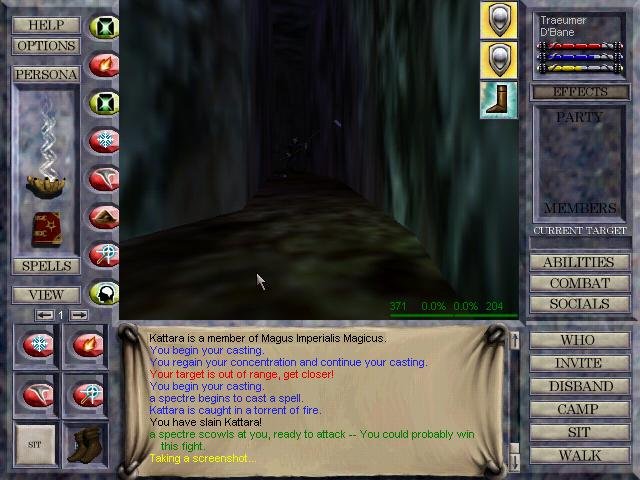 HELP
OPTIONS
PERSONA
SPELLS
VIEW
1
SIT
371 0.0% 0.0% 204
Kattara is a member of Magus Imperialis Magicus.
You begin your casting.
You regain your concentration and continue your casting.
Your target is out of range, get closer!
You begin your casting.
a spectre begins to cast a spell.
Kattara is caught in a torrent of fire.
You have slain Kattara!
a spectre scowls at you, ready to attack -- You could probably win
this fight.
Taking a screenshot...
Traeumer
D'Bane
EFFECTS
PARTY
MEMBERS
CURRENT TARGET
ABILITIES
COMBAT
SOCIALS
WHO
INVITE
DISBAND
CAMP
SIT
WALK